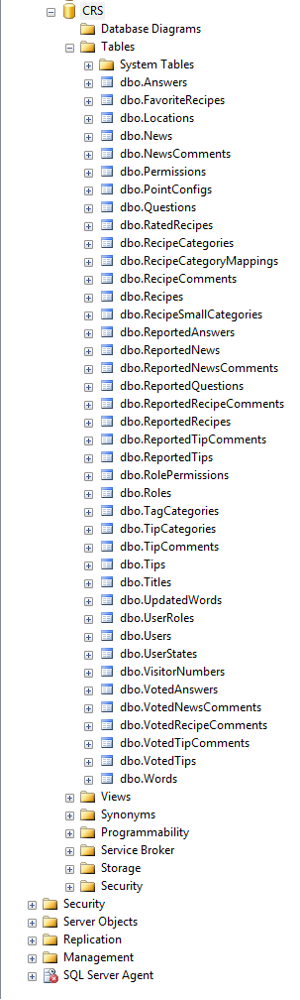 CRS
Database Diagrams
Tables
System Tables
dbo.Answers
dbo.FavoriteRecipes
dbo.Locations
dbo.News
dbo.NewsComments
dbo.Permissions
dbo.PointConfigs
dbo.Questions
dbo.RatedRecipes
dbo.RecipeCategories
dbo.RecipeCategoryMappings
dbo.RecipeComments
dbo.Recipes
dbo.RecipeSmallCategories
dbo.ReportedAnswers
dbo.ReportedNews
dbo.ReportedNewsComments
dbo.ReportedQuestions
dbo.ReportedRecipeComments
dbo.ReportedRecipes
dbo.ReportedTipComments
dbo.ReportedTips
dbo.RolePermissions
dbo.Roles
dbo.TagCategories
dbo.TipCategories
dbo.TipComments
dbo.Tips
dbo.Titles
dbo.UpdatedWords
dbo.UserRoles
dbo.Users
dbo.UserStates
dbo.VisitorNumbers
dbo.VotedAnswers
dbo.VotedNewsComments
dbo.VotedRecipeComments
dbo.VotedTipComments
dbo.VotedTips
dbo.Words
Views
Synonyms
Programmability
Service Broker
Storage
Security
Security
Server Objects
Replication
Management
SQL Server Agent